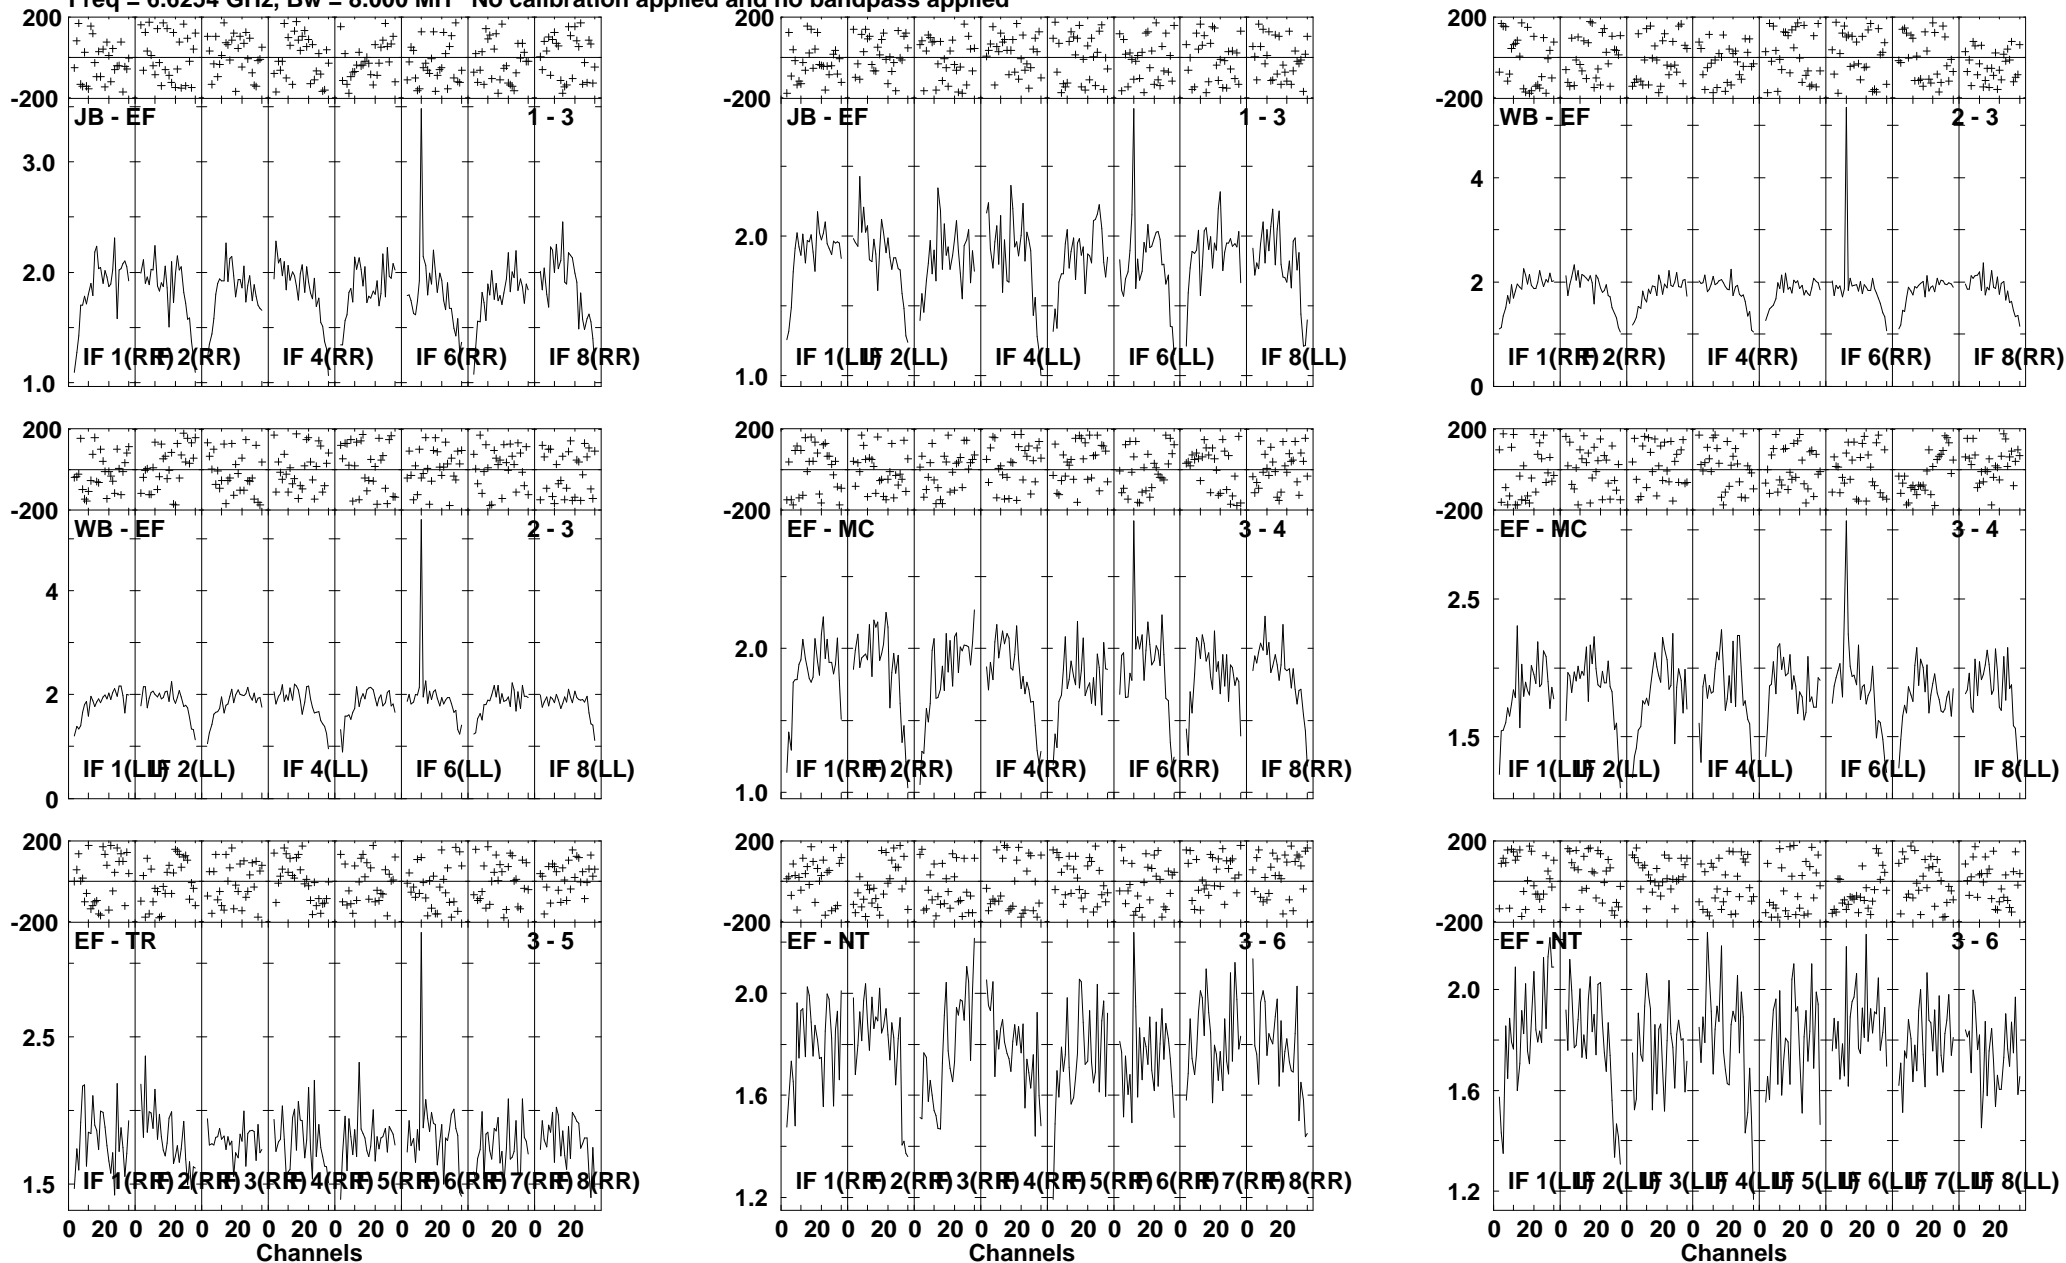 Freq = GHz, Bw = 8.000 No calibration applied and no bandpass applied
200 200 200
-200 -200 -200
JB - EF 1 - 3 JB - EF 1 - 3 WB - EF 2 - 3
3.0 4
2.0 2.0 2
IF 1(RR) IF 2(RR) IF 4(RR) IF 6(RR) IF 8(RR) IF 1(LL) IF 2(LL) IF 4(LL) IF 6(LL) IF 8(LL) IF 1(RR) IF 2(RR) IF 4(RR) IF 6(RR) IF 8(RR)
1.0 1.0 0
200 200 200
-200 -200 -200
WB - EF 2 - 3 EF - MC 3 - 4 EF - MC 3 - 4
4 2.5
2 2.0 1.5
IF 1(LL) IF 2(LL) IF 4(LL) IF 6(LL) IF 8(LL) IF 1(RR) IF 2(RR) IF 4(RR) IF 6(RR) IF 8(RR) IF 1(LL) IF 2(LL) IF 4(LL) IF 6(LL) IF 8(LL)
0 1.0
200 200 200
-200 -200 -200
EF - TR 3 - 5 EF - NT 3 - 6 EF - NT 3 - 6
2.5 2.0 2.0
1.6 1.6
IF 1(RR) IF 2(RR) IF 3(RR) IF 4(RR) IF 5(RR) IF 6(RR) IF 7(RR) IF 8(RR) IF 1(RR) IF 2(RR) IF 3(RR) IF 4(RR) IF 5(RR) IF 6(RR) IF 7(RR) IF 8(RR) IF 1(LL) IF 2(LL) IF 3(LL) IF 4(LL) IF 5(LL) IF 6(LL) IF 7(LL) IF 8(LL)
1.5 1.2 1.2
0 20 0 20 0 20 0 20 0 20 0 20 0 20 0 20 0 20 0 20 0 20 0 20 0 20 0 20 0 20 0 20 0 20 0 20 0 20 0 20 0 20 0 20 0 20 0 20
Channels Channels Channels